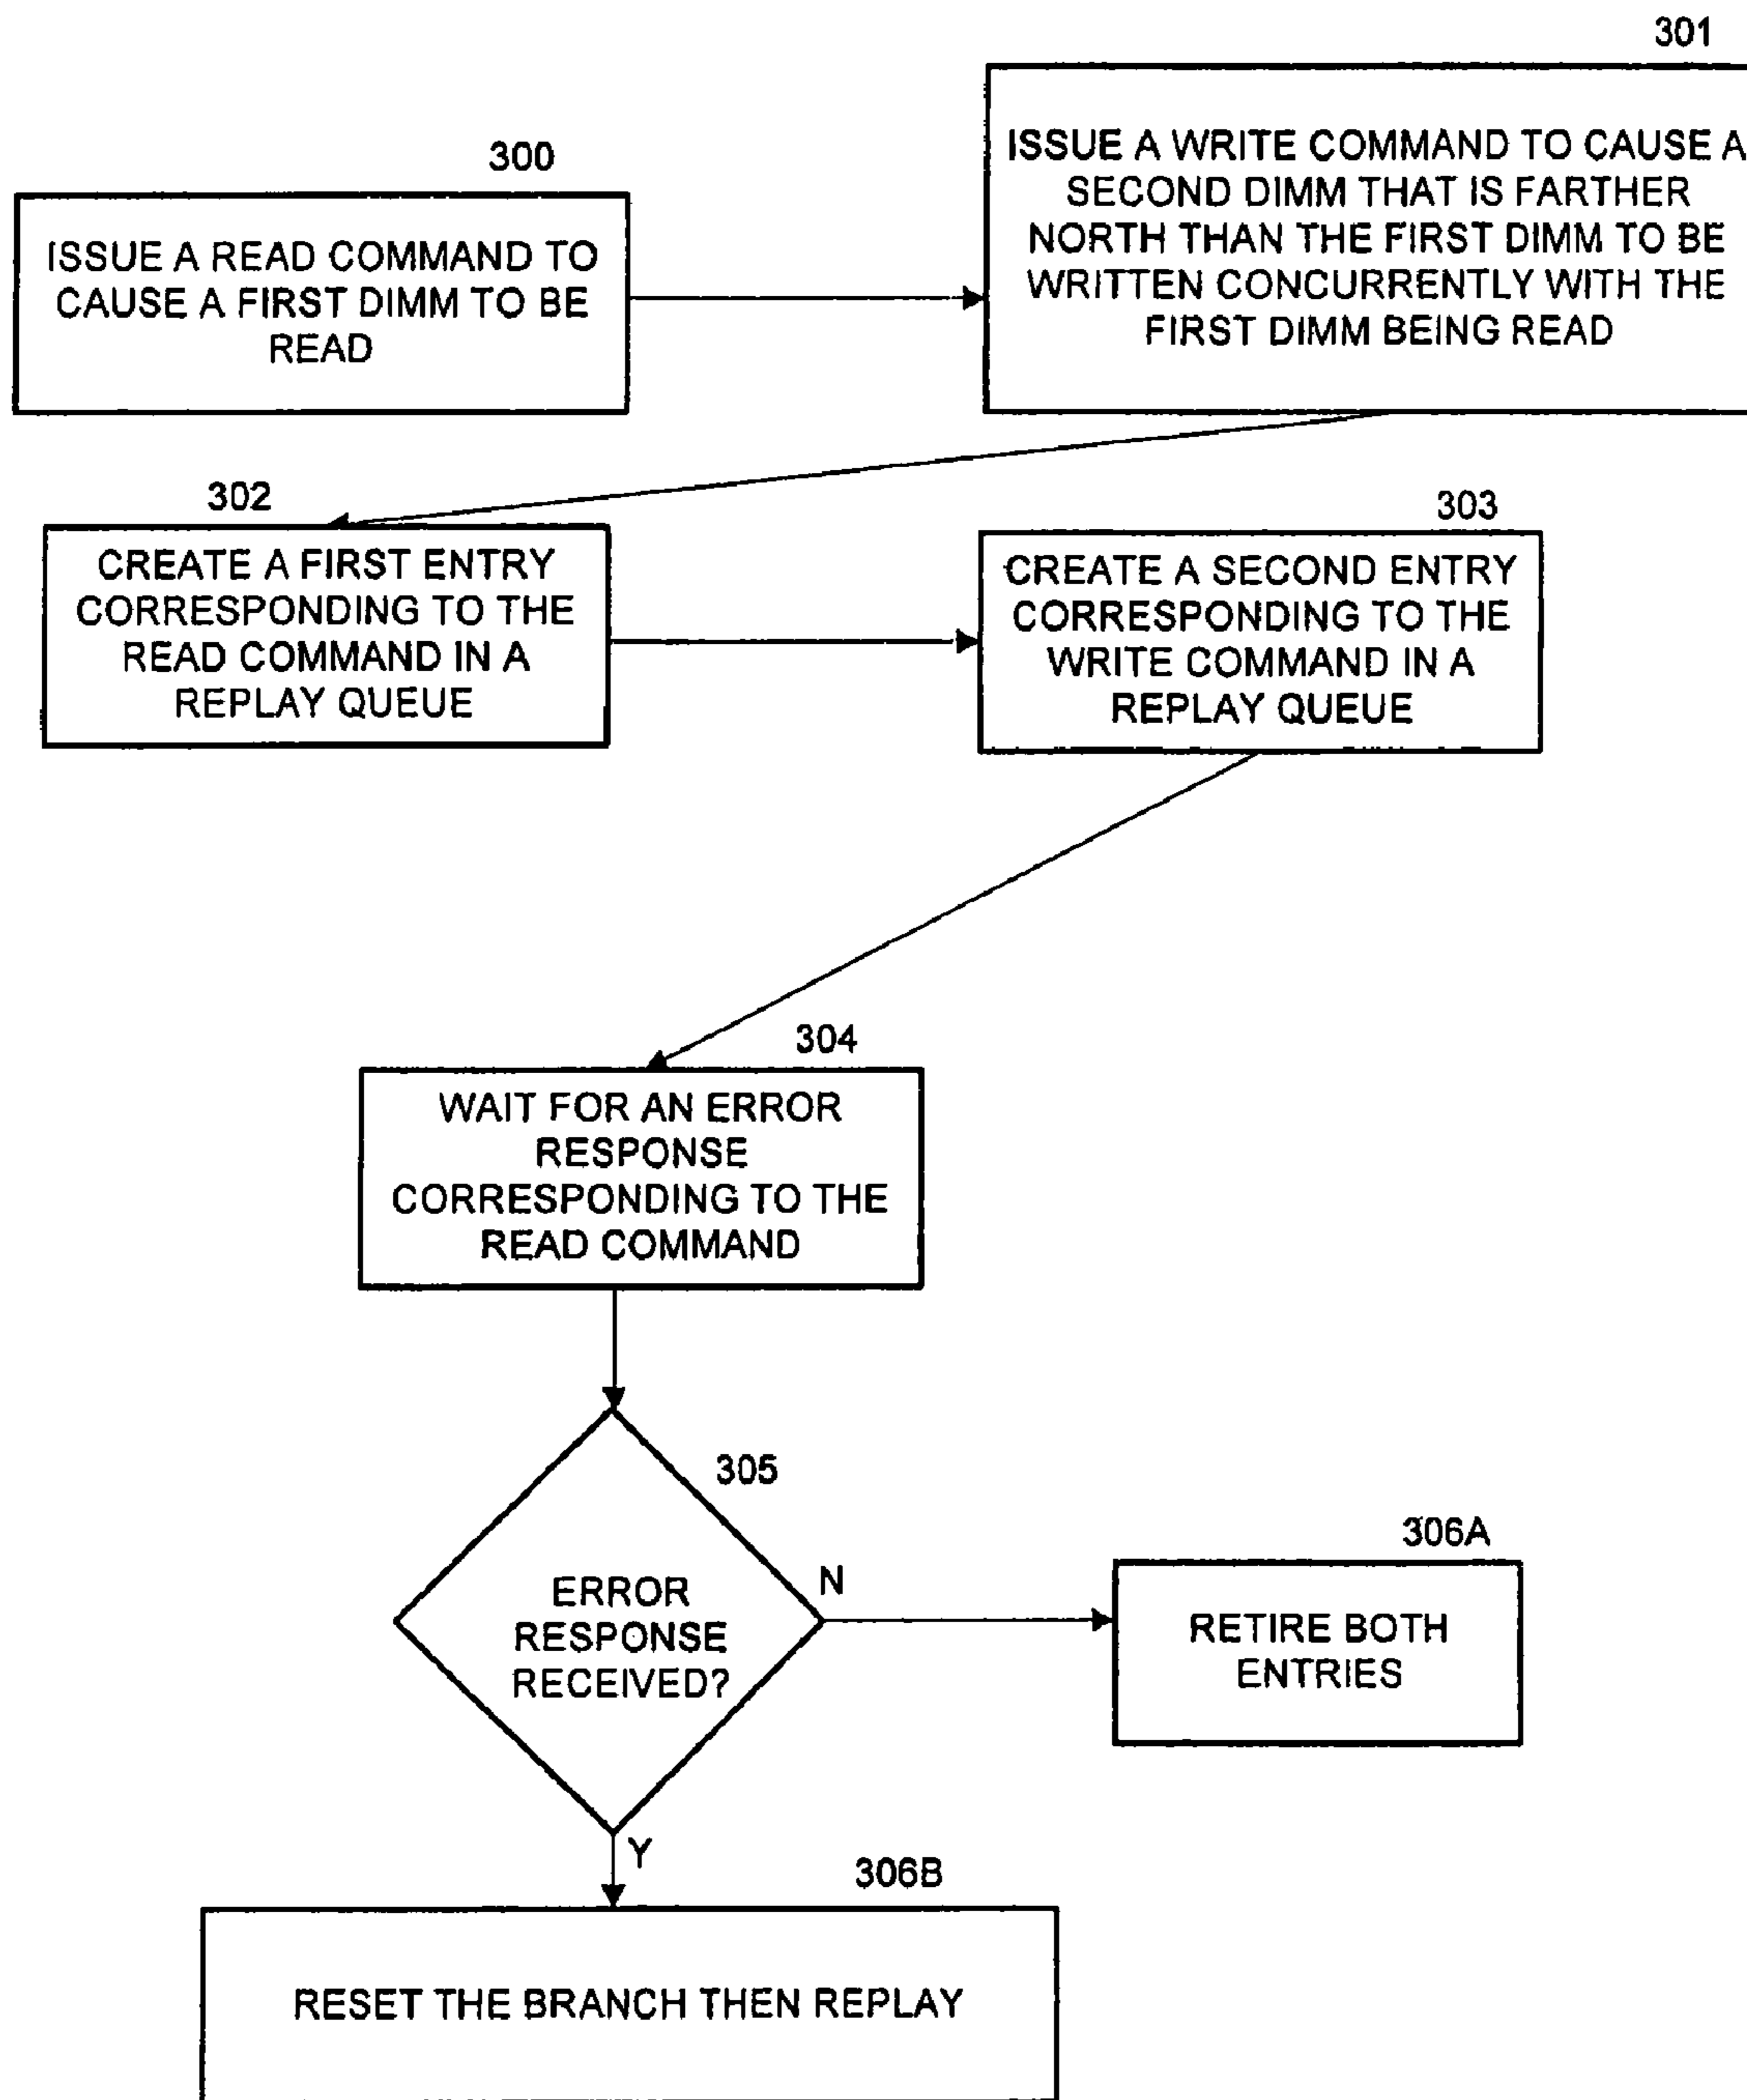 300
ISSUE A READ COMMAND TO
CAUSE A FIRST DIMM TO BE
READ
301
ISSUE A WRITE COMMAND TO CAUSE A
SECOND DIMM THAT IS FARTHER
NORTH THAN THE FIRST DIMM TO BE
WRITTEN CONCURRENTLY WITH THE
FIRST DIMM BEING READ
302
CREATE A FIRST ENTRY
CORRESPONDING TO THE
READ COMMAND IN A
REPLAY QUEUE
303
CREATE A SECOND ENTRY
CORRESPONDING TO THE
WRITE COMMAND IN A
REPLAY QUEUE
304
WAIT FOR AN ERROR
RESPONSE
CORRESPONDING TO THE
READ COMMAND
305
ERROR
RESPONSE
RECEIVED?
N
306A
RETIRE BOTH
ENTRIES
Y
306B
RESET THE BRANCH THEN REPLAY